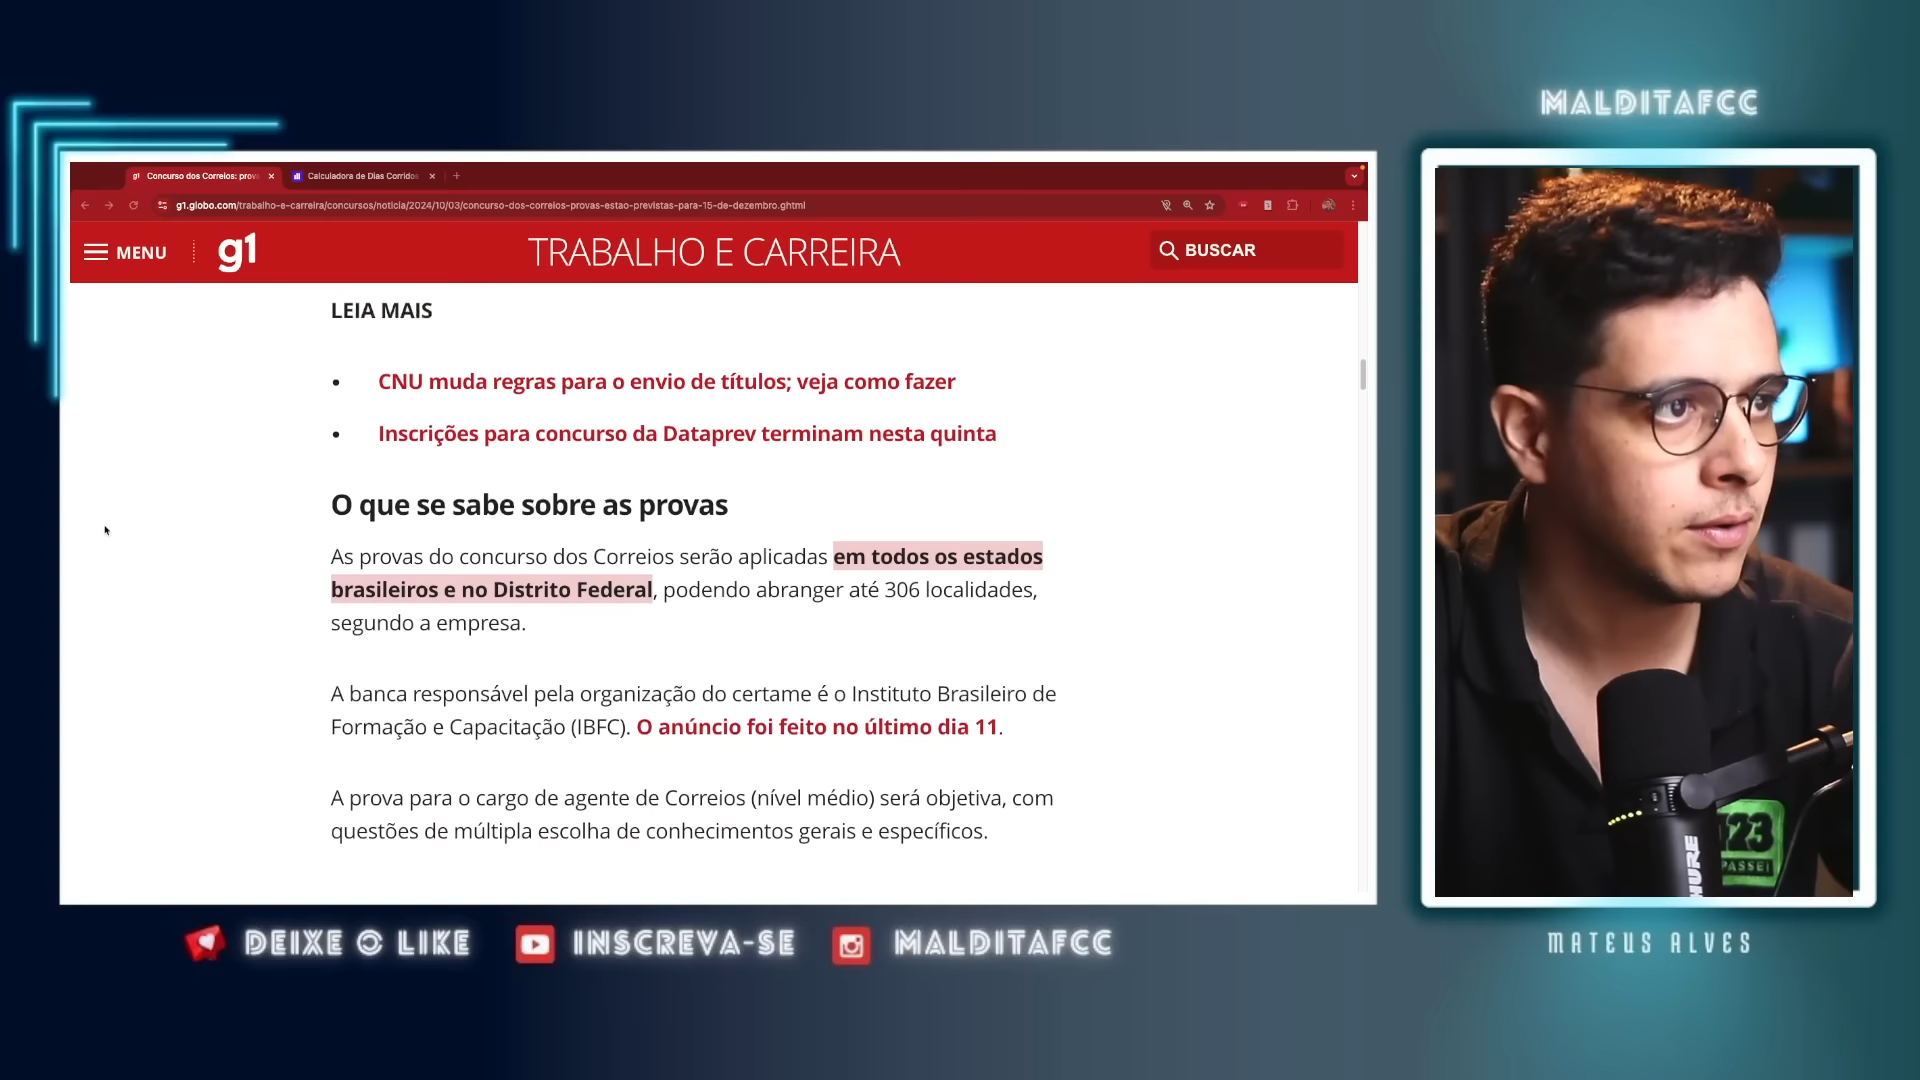 MALDITAFCC
Concurso dos Correios: prov
Calculadora de Dias Corridos
g1.globo.com/trabalho-e-carreira/concursos/noticia/2024/10/03/concurso-dos-correios-provas-estao-previstas-para-15-de-dezembro.ghtml
MENU
g1
TRABALHO E CARREIRA
BUSCAR
LEIA MAIS
• CNU muda regras para o envio de títulos; veja como fazer
• Inscrições para concurso da Dataprev terminam nesta quinta
O que se sabe sobre as provas
As provas do concurso dos Correios serão aplicadas em todos os estados
brasileiros e no Distrito Federal, podendo abranger até 306 localidades,
segundo a empresa.
A banca responsável pela organização do certame é o Instituto Brasileiro de
Formação e Capacitação (IBFC). O anúncio foi feito no último dia 11.
A prova para o cargo de agente de Correios (nível médio) será objetiva, com
questões de múltipla escolha de conhecimentos gerais e específicos.
123
PASSEI
HURE
DEIXE O LIKE
INSCREVA-SE
MALDITAFCC
MATEUS ALVES